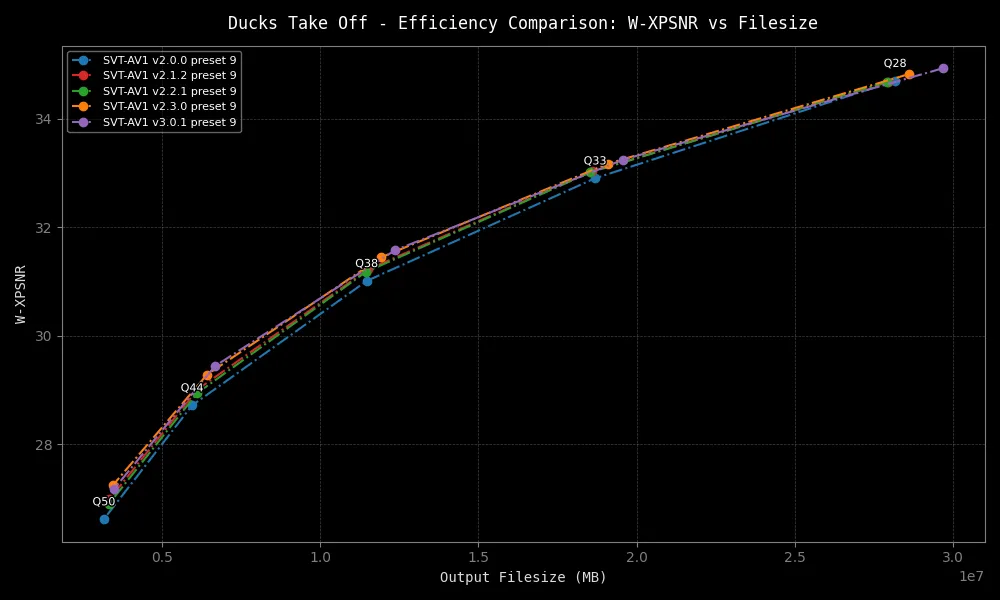 Ducks Take Off - Efficiency Comparison: W-XPSNR vs Filesize
SVT-AV1 v2.0.0 preset 9
SVT-AV1 v2.1.2 preset 9
SVT-AV1 v2.2.1 preset 9
SVT-AV1 v2.3.0 preset 9
SVT-AV1 v3.0.1 preset 9
Q28
Q33
Q38
Q44
Q50
W-XPSNR
34
32
30
28
0.5 1.0 1.5 2.0 2.5 3.0
1e7
Output Filesize (MB)